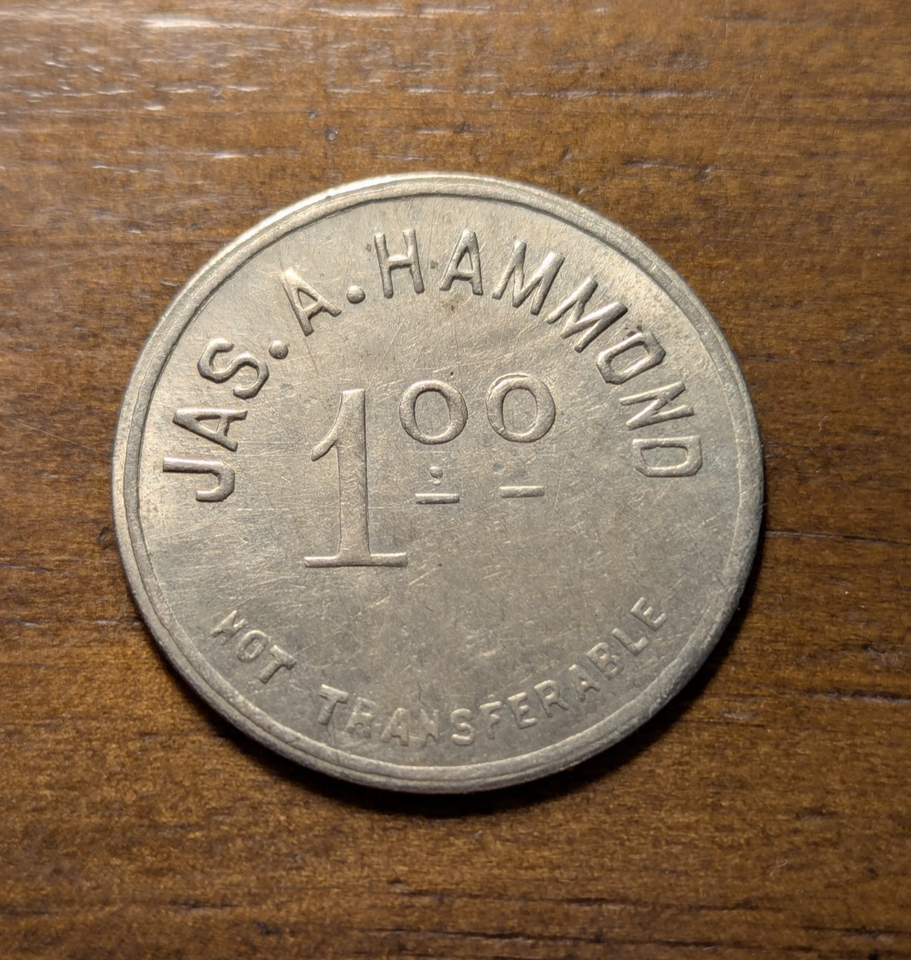 JAS. A. HAMMOND
1 00
NOT TRANSFERABLE